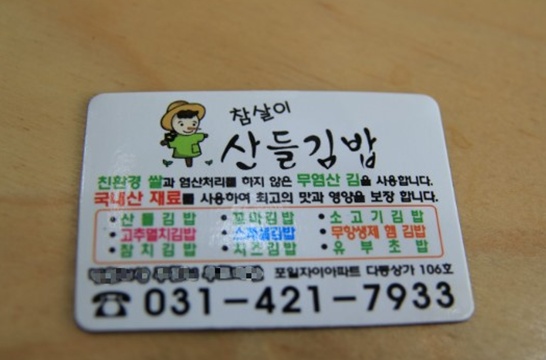 참살이
산들김밥
친환경 쌀과 염산처리를 하지 않은 무염산 김을 사용합니다.
국내산 재료를 사용하여 최고의 맛과 영양을 보장 합니다.
• 산들김밥 • 꼬마김밥 • 소고기김밥
• 고추멸치김밥 • 김밥 • 무항생제 햄 김밥
• 참치김밥 • 치즈김밥 • 유부초밥
포일자이아파트 다동상가 106호
☎ 031-421-7933